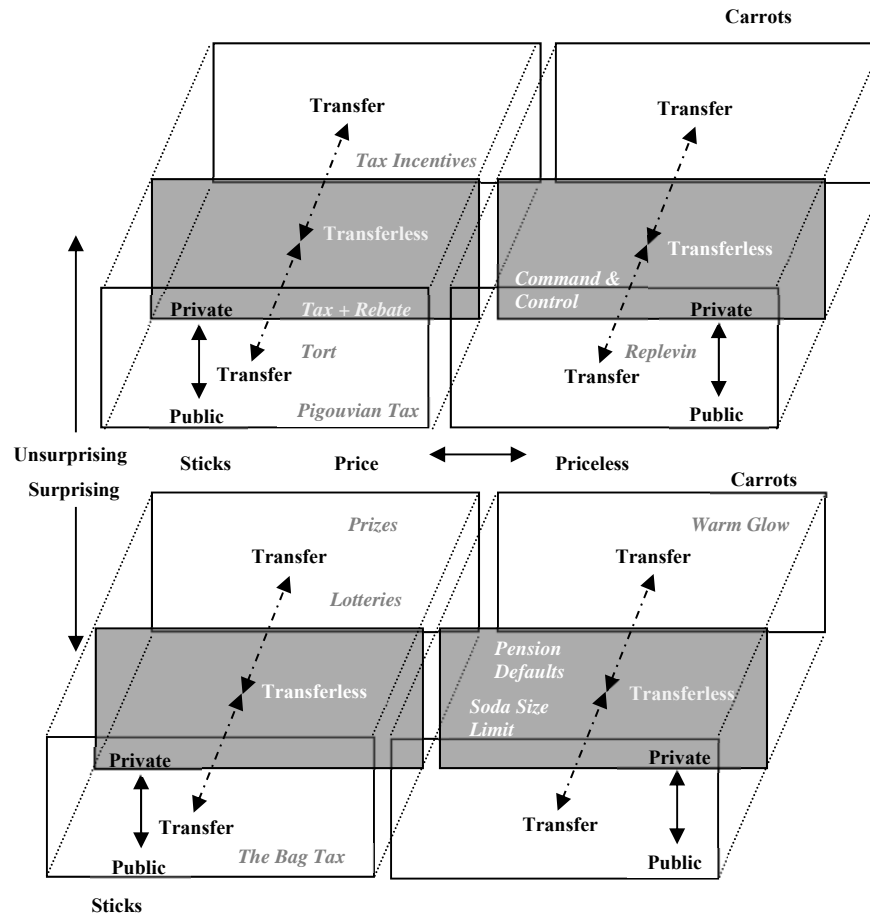 Carrots
Transfer
Transfer
Tax Incentives
Transferless
Transferless
Command &
Control
Private
Tax + Rebate
Private
Tort
Replevin
Transfer
Transfer
Public
Pigouvian Tax
Public
Unsurprising
Sticks
Price
Priceless
Surprising
Carrots
Prizes
Warm Glow
Transfer
Transfer
Lotteries
Pension
Defaults
Transferless
Transferless
Soda Size
Limit
Private
Private
Transfer
Transfer
Public
The Bag Tax
Public
Sticks